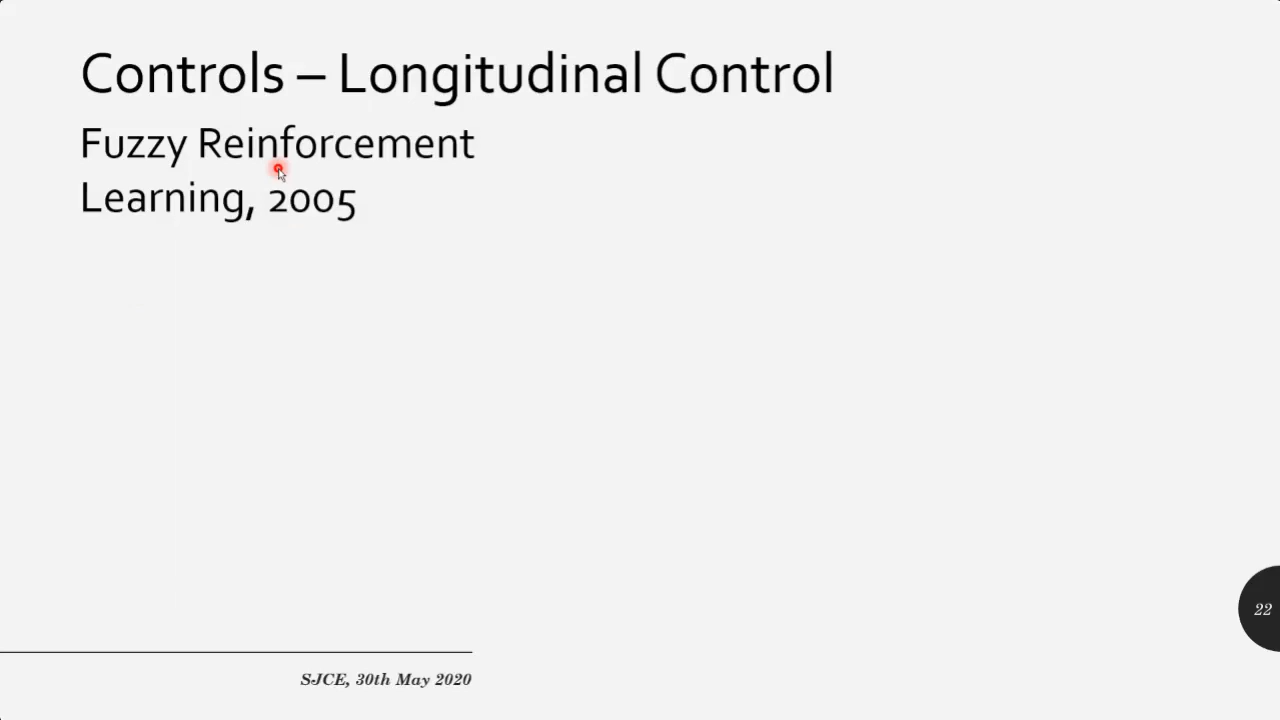 Controls – Longitudinal Control
Fuzzy Reinforcement
Learning, 2005
22
SJCE, 30th May 2020